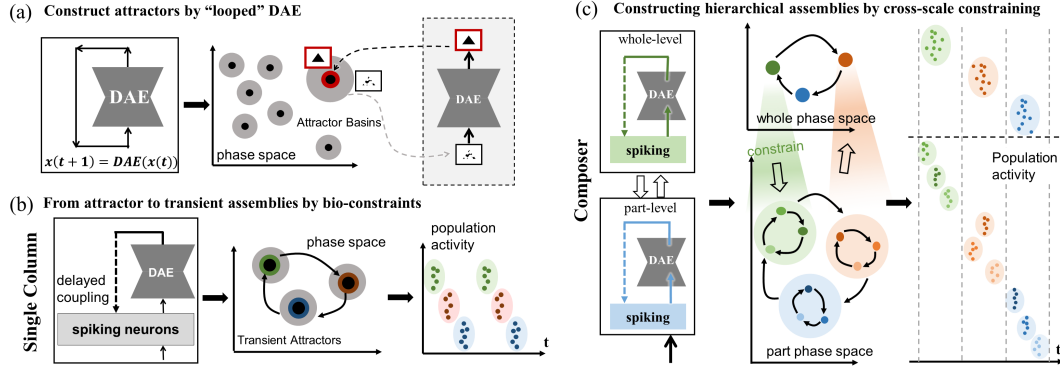 (a) Construct attractors by “looped” DAE
DAE
x(t + 1) = DAE(x(t))
Attractor Basins
phase space
DAE
(b) From attractor to transient assemblies by bio-constraints
Single Column
delayed
coupling
DAE
spiking neurons
phase space
Transient Attractors
population
activity
t
(c) Constructing hierarchical assemblies by cross-scale constraining
Composer
whole-level
DAE
spiking
part-level
DAE
spiking
whole phase space
constrain
part phase space
Population
activity
t